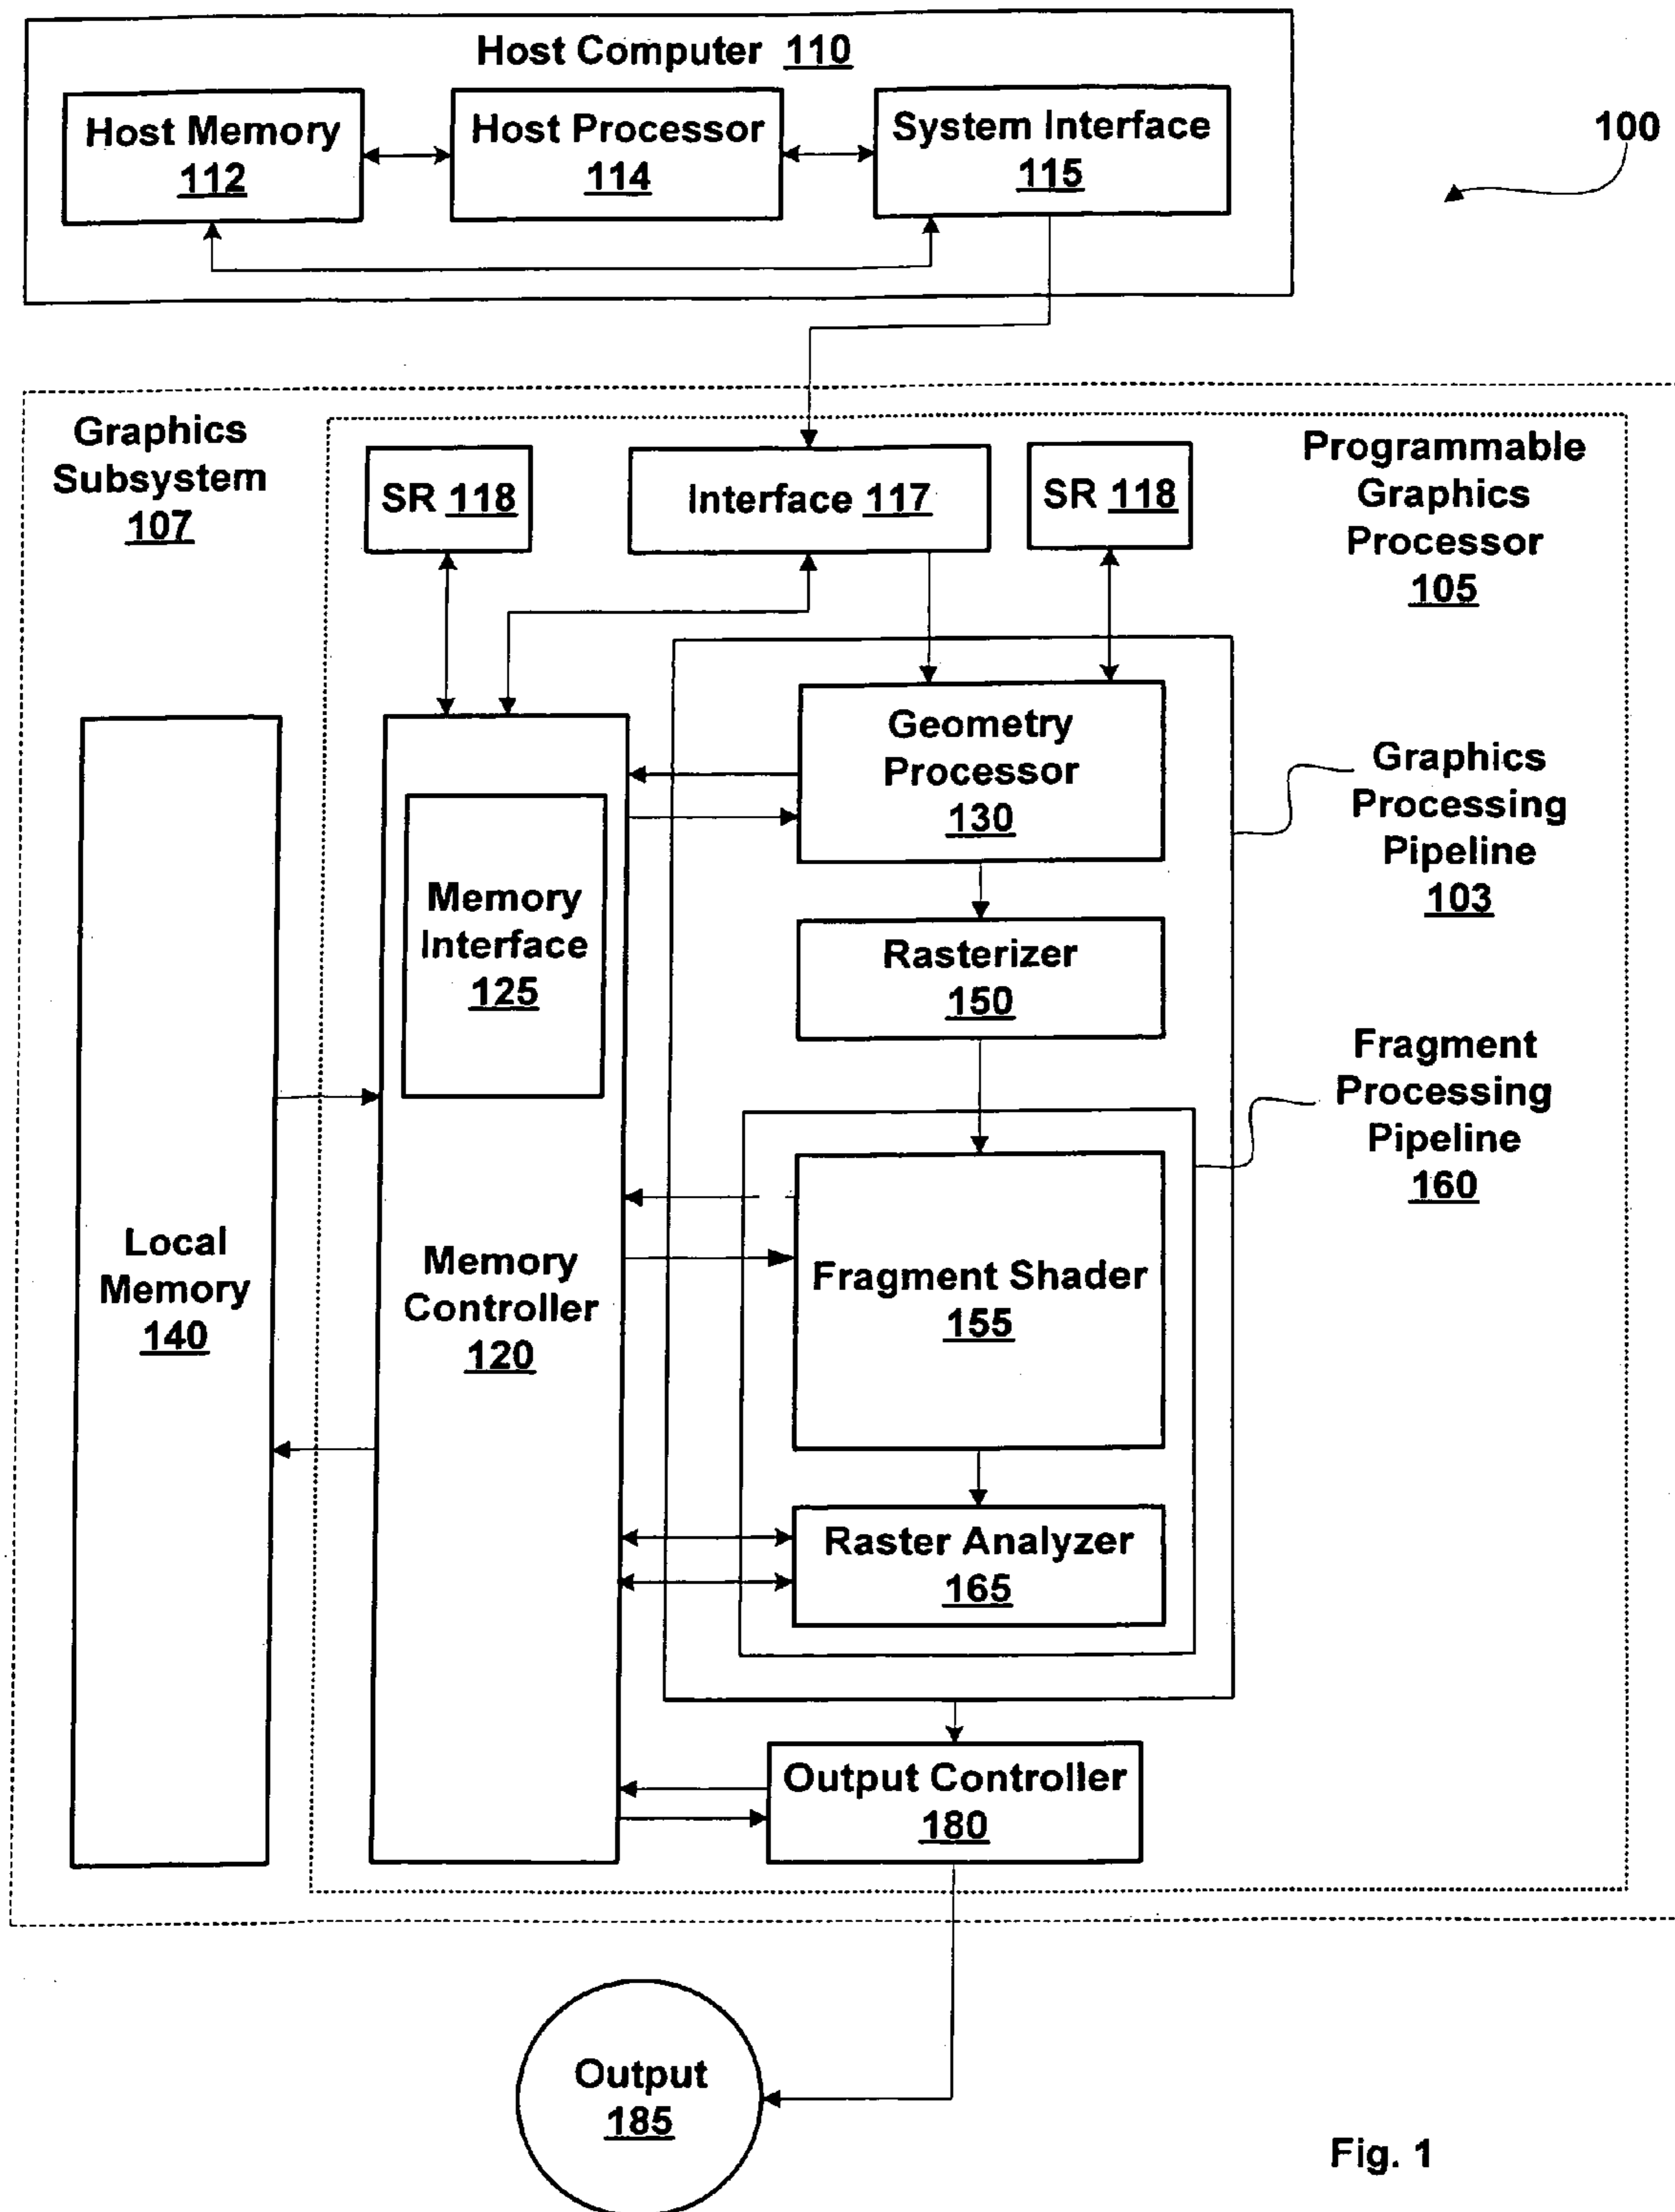 Host Computer 110
Host Memory
112
Host Processor
114
System Interface
115
100
Graphics
Subsystem
107
SR 118
Interface 117
SR 118
Programmable
Graphics
Processor
105
Geometry
Processor
130
Graphics
Processing
Pipeline
103
Memory
Interface
125
Rasterizer
150
Fragment
Processing
Pipeline
160
Local
Memory
140
Memory
Controller
120
Fragment Shader
155
Raster Analyzer
165
Output Controller
180
Output
185
Fig. 1